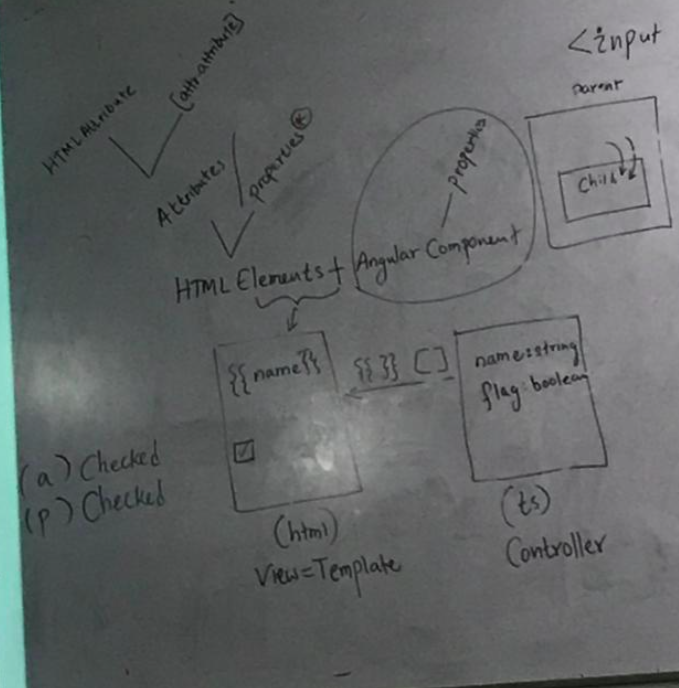 <input
parent
Child
HTML Attribute
[attr.attribute]
Attributes
properties *
properties
HTML Elements + Angular Component
{{name}}
{{ }} []
name:string
flag:boolean
(a) Checked
(p) Checked
(html)
View=Template
(ts)
Controller